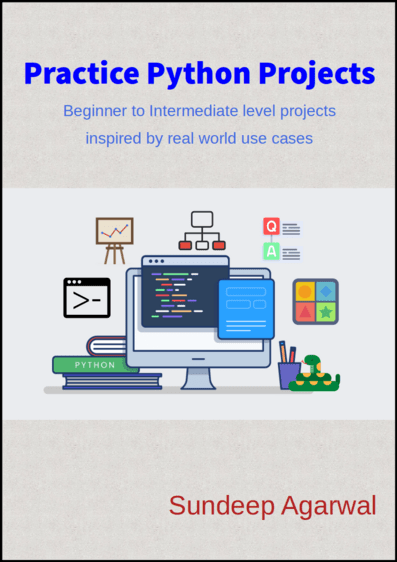 Practice Python Projects
Beginner to Intermediate level projects
inspired by real world use cases
Q
A
>-
PYTHON
Sundeep Agarwal